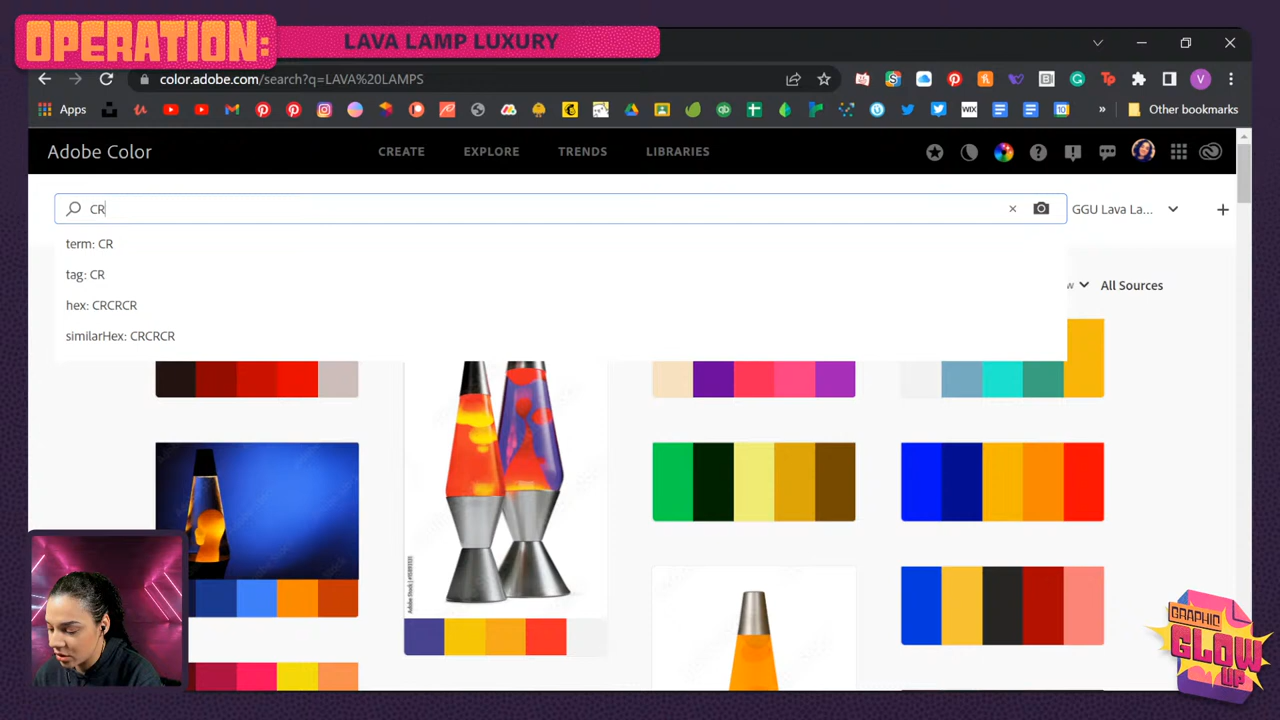 OPERATION:
LAVA LAMP LUXURY
color.adobe.com/search?q=LAVA%20LAMPS
Apps
WIX
Other bookmarks
Adobe Color
CREATE
EXPLORE
TRENDS
LIBRARIES
CR
GGU Lava La...
term: CR
tag: CR
hex: CRCRCR
similarHex: CRCRCR
All Sources
GRAPHIC
GLOW
UP